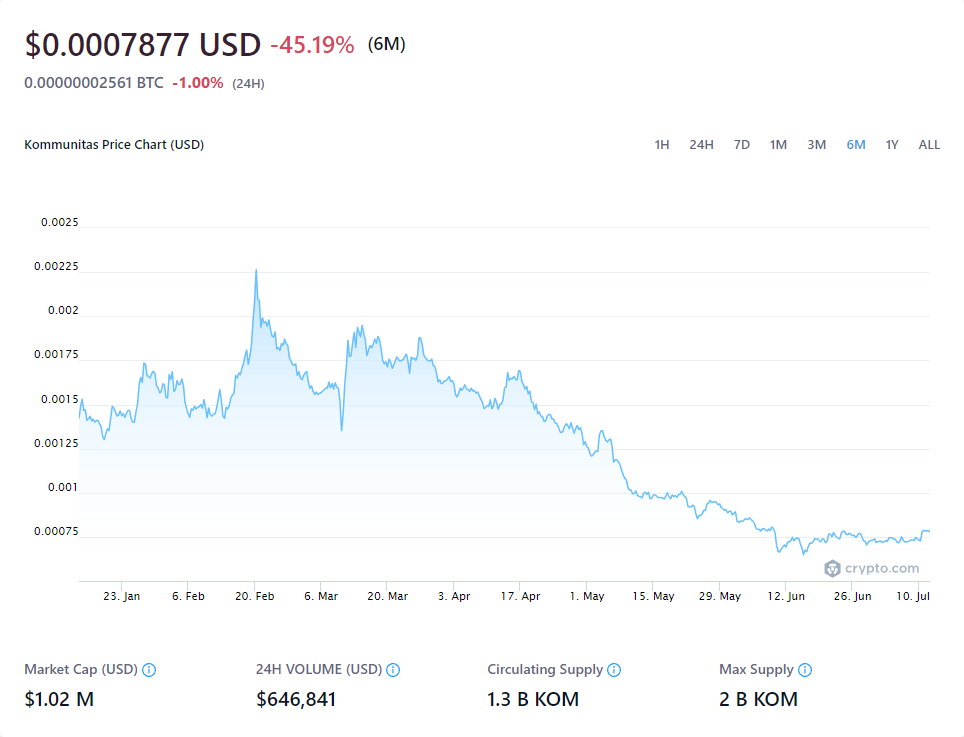 $0.0007877 USD -45.19% (6M)
0.00000002561 BTC -1.00% (24H)
Kommunitas Price Chart (USD) 1H 24H 7D 1M 3M 6M 1Y ALL
0.0025
0.00225
0.002
0.00175
0.0015
0.00125
0.001
0.00075
crypto.com
23. Jan 6. Feb 20. Feb 6. Mar 20. Mar 3. Apr 17. Apr 1. May 15. May 29. May 12. Jun 26. Jun 10. Jul
Market Cap (USD) 24H VOLUME (USD) Circulating Supply Max Supply
$1.02 M $646,841 1.3 B KOM 2 B KOM